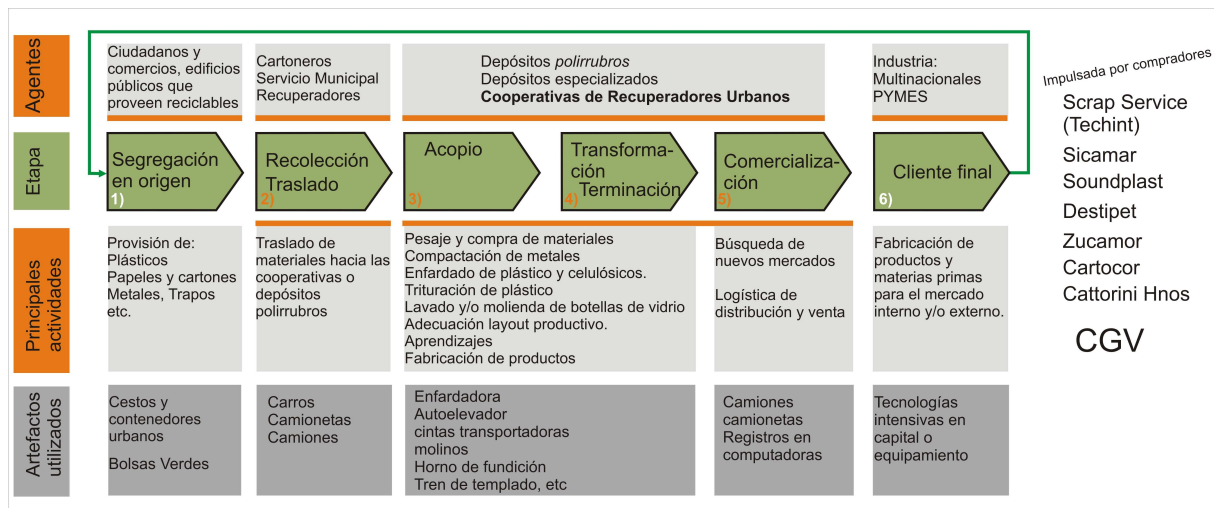 Agentes
Ciudadanos y
comercios, edificios
públicos que
proveen reciclables
Cartoneros
Servicio Municipal
Recuperadores
Depósitos polirrubros
Depósitos especializados
Cooperativas de Recuperadores Urbanos
Industria:
Multinacionales
PYMES
Etapa
Segregación
en origen
1)
Recolección
Traslado
2)
Acopio
3)
Transforma-
ción
Terminación
4)
Comercializa-
ción
5)
Cliente final
6)
Principales
actividades
Provisión de:
Plásticos
Papeles y cartones
Metales, Trapos
etc.
Traslado de
materiales hacia las
cooperativas o
depósitos
polirrubros
Pesaje y compra de materiales
Compactación de metales
Enfardado de plástico y celulósicos.
Trituración de plástico
Lavado y/o molienda de botellas de vidrio
Adecuación layout productivo.
Aprendizajes
Fabricación de productos
Búsqueda de
nuevos mercados
Logística de
distribución y venta
Fabricación de
productos y
materias primas
para el mercado
interno y/o externo.
Artefactos
utilizados
Cestos y
contenedores
urbanos
Bolsas Verdes
Carros
Camionetas
Camiones
Enfardadora
Autoelevador
cintas transportadoras
molinos
Horno de fundición
Tren de templado, etc
Camiones
camionetas
Registros en
computadoras
Tecnologías
intensivas en
capital o
equipamiento
Impulsada por compradores
Scrap Service
(Techint)
Sicamar
Soundplast
Destipet
Zucamor
Cartocor
Cattorini Hnos
CGV